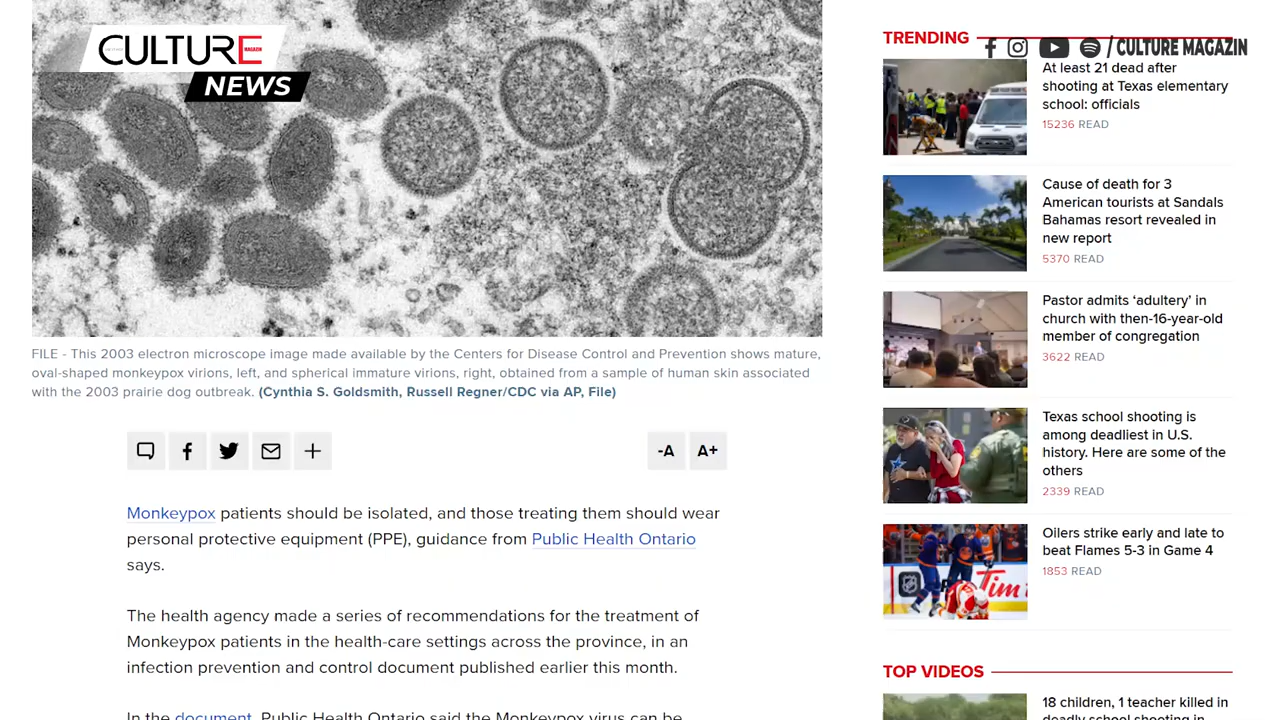 CULTURE
MAGAZIN
NEWS
FILE - This 2003 electron microscope image made available by the Centers for Disease Control and Prevention shows mature,
oval-shaped monkeypox virions, left, and spherical immature virions, right, obtained from a sample of human skin associated
with the 2003 prairie dog outbreak. (Cynthia S. Goldsmith, Russell Regner/CDC via AP, File)
-A A+
Monkeypox patients should be isolated, and those treating them should wear
personal protective equipment (PPE), guidance from Public Health Ontario
says.
The health agency made a series of recommendations for the treatment of
Monkeypox patients in the health-care settings across the province, in an
infection prevention and control document published earlier this month.
In the document, Public Health Ontario said the Monkeypox virus can be
TRENDING
/ CULTURE MAGAZIN
At least 21 dead after
shooting at Texas elementary
school: officials
15236 READ
Cause of death for 3
American tourists at Sandals
Bahamas resort revealed in
new report
5370 READ
Pastor admits ‘adultery’ in
church with then-16-year-old
member of congregation
3622 READ
Texas school shooting is
among deadliest in U.S.
history. Here are some of the
others
2339 READ
Oilers strike early and late to
beat Flames 5-3 in Game 4
1853 READ
Tim
TOP VIDEOS
18 children, 1 teacher killed in
deadly school shooting in